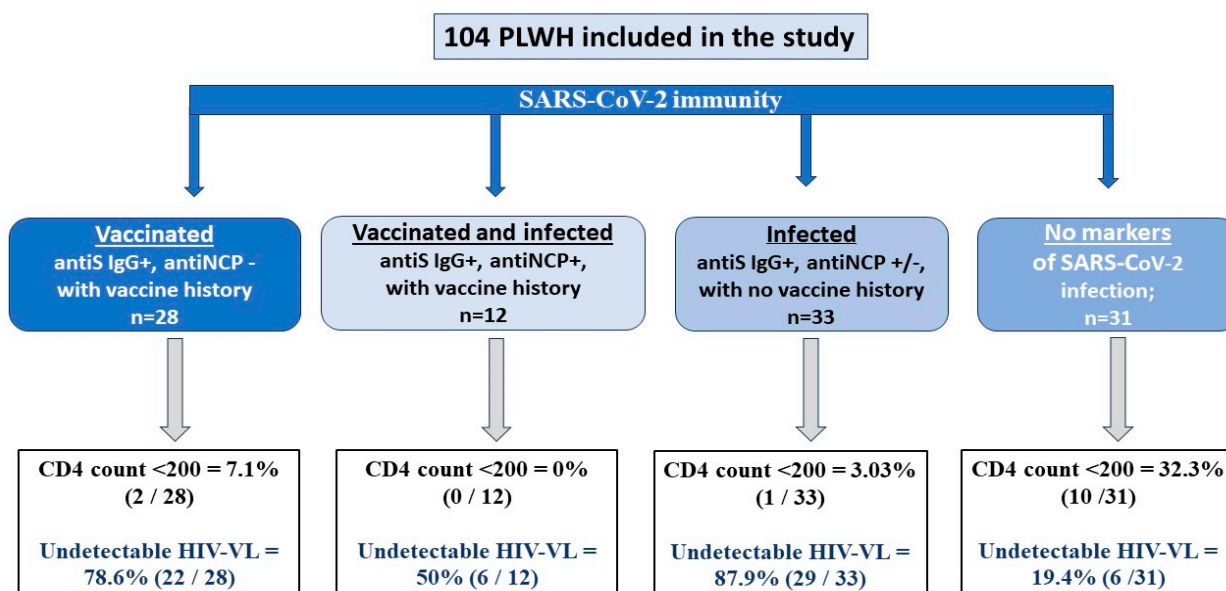 104 PLWH included in the study
SARS-CoV-2 immunity
Vaccinated
antiS IgG+, antiNCP -
with vaccine history
n=28
Vaccinated and infected
antiS IgG+, antiNCP+,
with vaccine history
n=12
Infected
antiS IgG+, antiNCP +/-,
with no vaccine history
n=33
No markers
of SARS-CoV-2
infection;
n=31
CD4 count <200 = 7.1%
(2 / 28)
Undetectable HIV-VL =
78.6% (22 / 28)
CD4 count <200 = 0%
(0 / 12)
Undetectable HIV-VL =
50% (6 / 12)
CD4 count <200 = 3.03%
(1 / 33)
Undetectable HIV-VL =
87.9% (29 / 33)
CD4 count <200 = 32.3%
(10 /31)
Undetectable HIV-VL =
19.4% (6 /31)